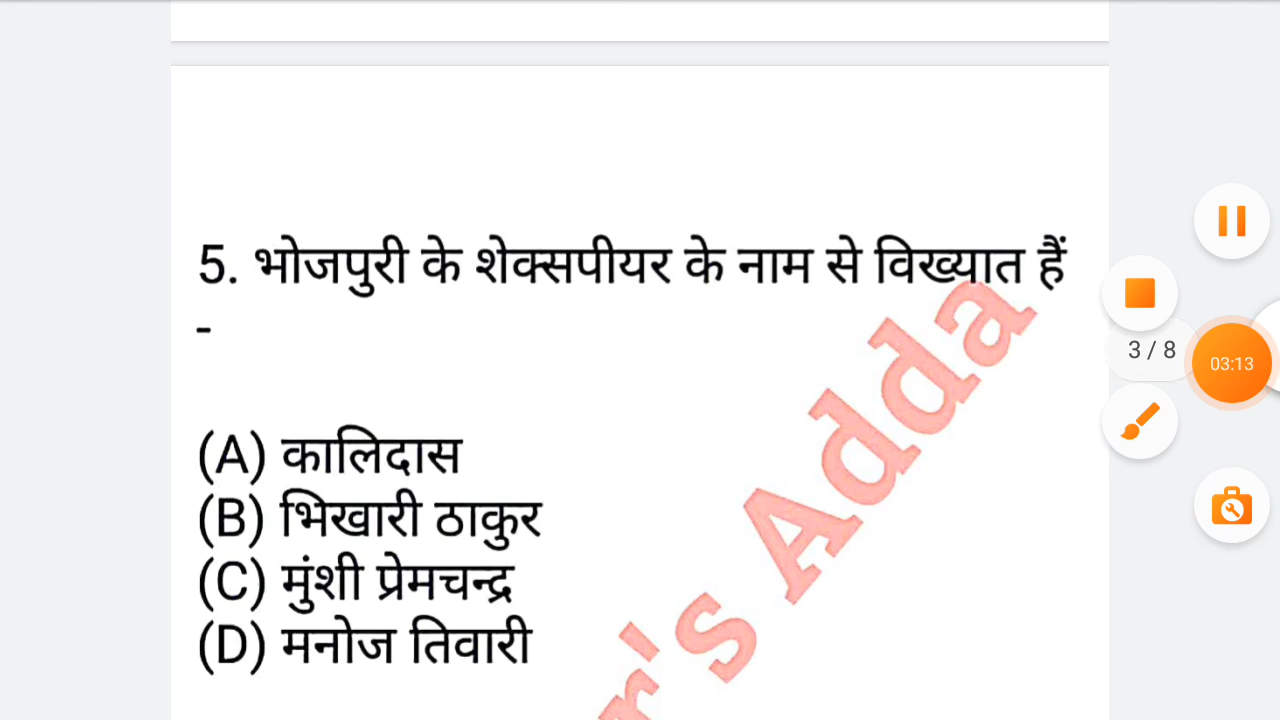 5. भोजपुरी के शेक्सपीयर के नाम से विख्यात हैं
-
(A) कालिदास
(B) भिखारी ठाकुर
(C) मुंशी प्रेमचन्द्र
(D) मनोज तिवारी
r's Adda
3 / 8
03:13